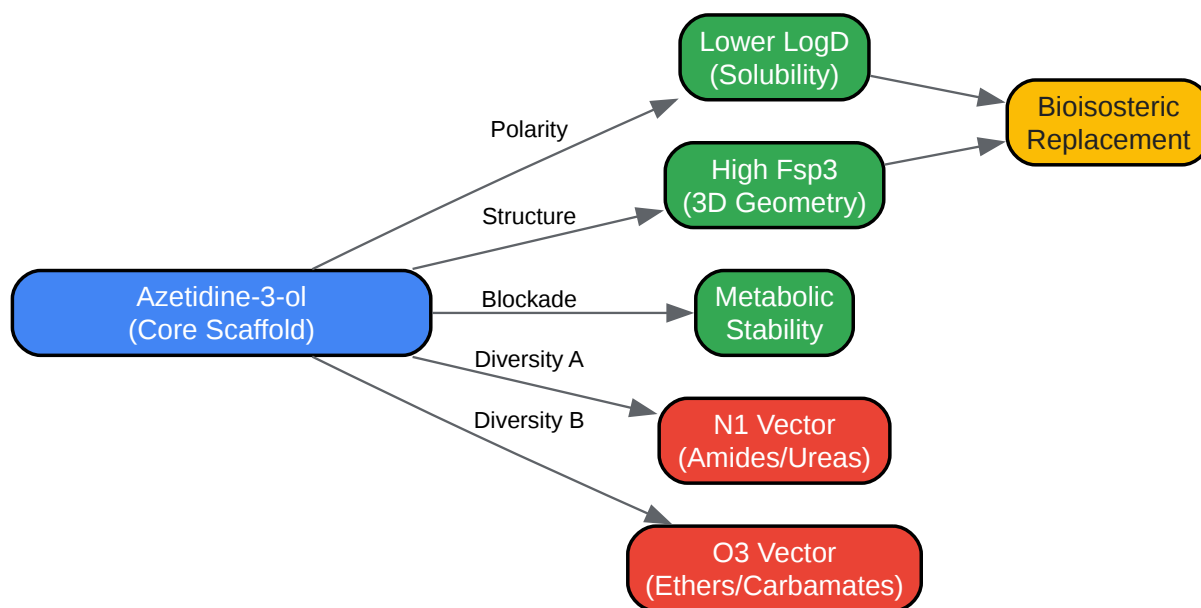 Lower LogD
(Solubility)
Bioisosteric
Replacement
Polarity
High Fsp3
(3D Geometry)
Structure
Azetidine-3-ol
(Core Scaffold)
Blockade
Metabolic
Stability
Diversity A
N1 Vector
(Amides/Ureas)
Diversity B
O3 Vector
(Ethers/Carbamates)